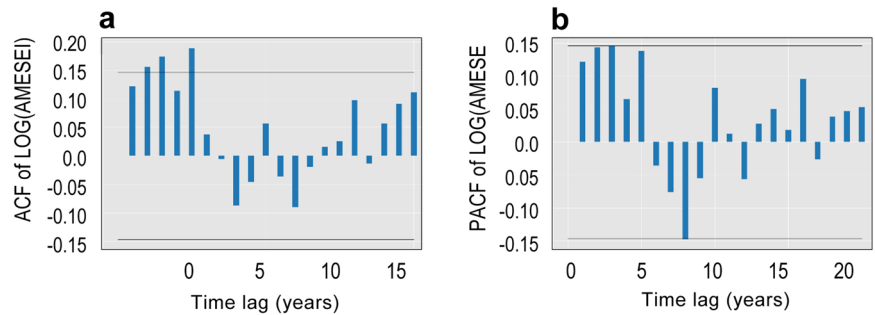 a
ACF of LOG(AMESEI)
0.20
0.15
0.10
0.05
0.0
-0.05
-0.10
-0.15
0 5 10 15
Time lag (years)
b
PACF of LOG(AMESE
0.15
0.10
0.05
0.0
0.05
-0.10
-0.15
0 5 10 15 20
Time lag (years)